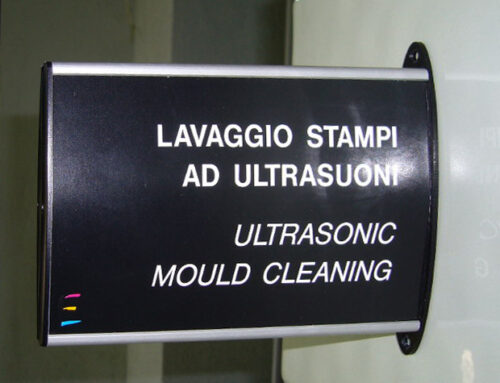 LAVAGGIO STAMPI
AD ULTRASUONI
ULTRASONIC
MOULD CLEANING